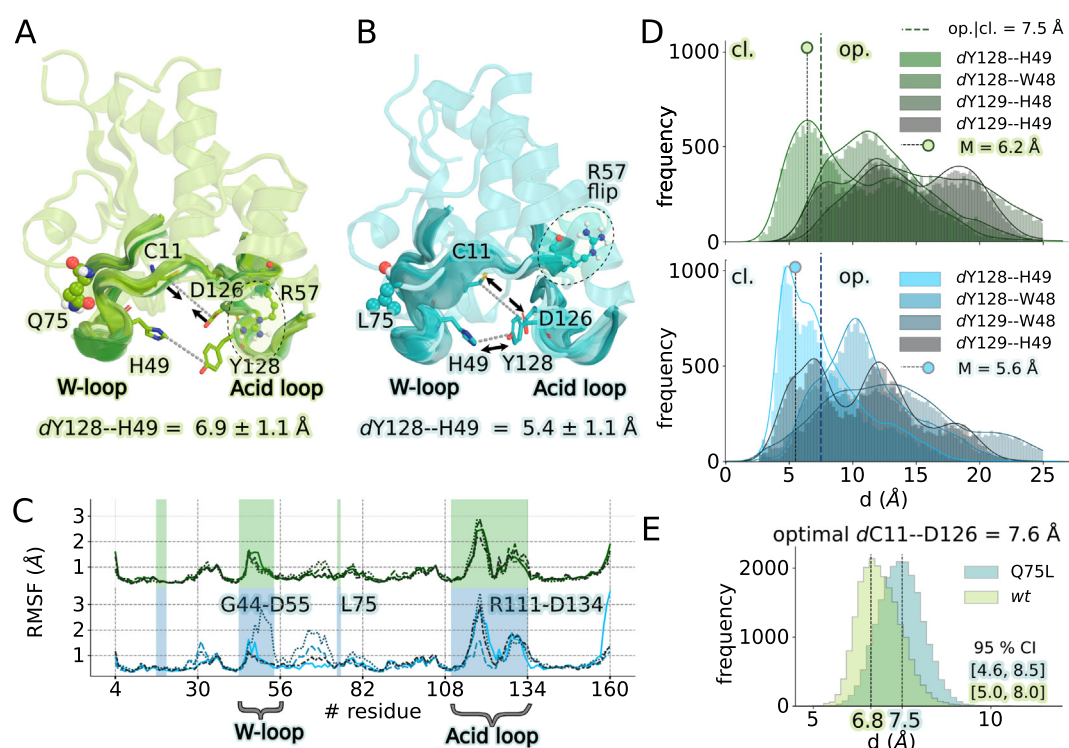 A
C11
D126
R57
Q75
H49
Y128
W-loop
Acid loop
dY128--H49 = 6.9 ± 1.1 Å
B
R57
flip
C11
D126
L75
H49
Y128
W-loop
Acid loop
dY128--H49 = 5.4 ± 1.1 Å
C
RMSF (Å)
3
2
1
3
2
1
G44-D55
L75
R111-D134
4
30
56
82
108
134
160
# residue
W-loop
Acid loop
D
op.|cl. = 7.5 Å
cl.
op.
dY128--H49
dY128--W48
dY129--H48
dY129--H49
M = 6.2 Å
frequency
1000
500
0
cl.
op.
dY128--H49
dY128--W48
dY129--W48
dY129--H49
M = 5.6 Å
frequency
1000
500
0
0
5
10
15
20
25
d (Å)
E
optimal dC11--D126 = 7.6 Å
frequency
2000
1000
0
Q75L
wt
95 % CI
[4.6, 8.5]
[5.0, 8.0]
5
6.8
7.5
10
d (Å)